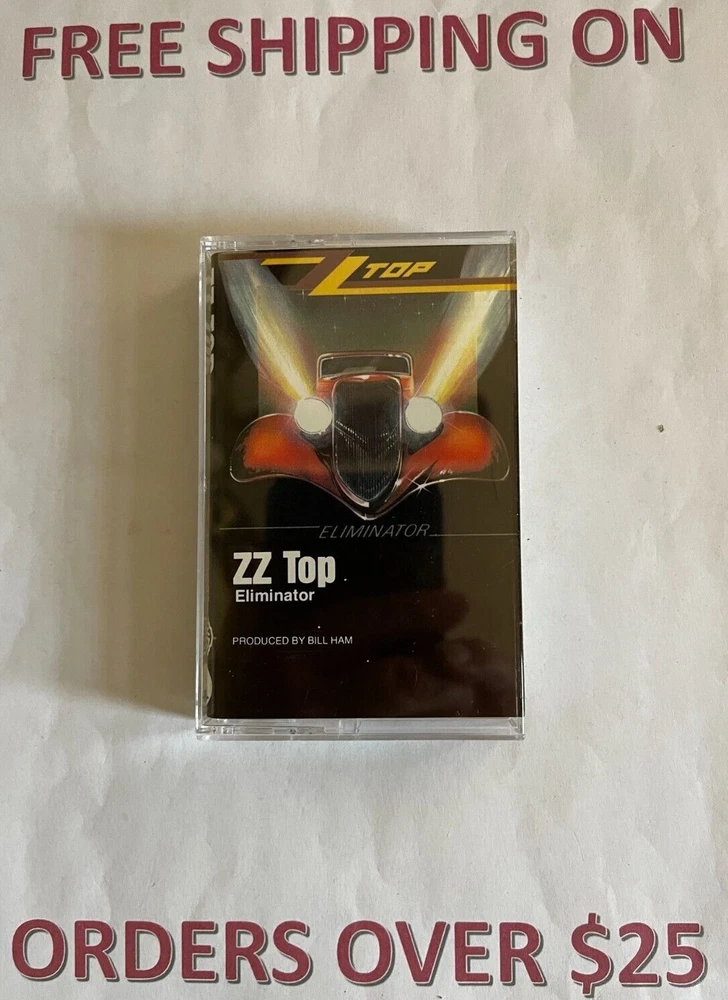 FREE SHIPPING ON
ZZ TOP
ELIMINATOR
ZZ Top
Eliminator
PRODUCED BY BILL HAM
ORDERS OVER $25